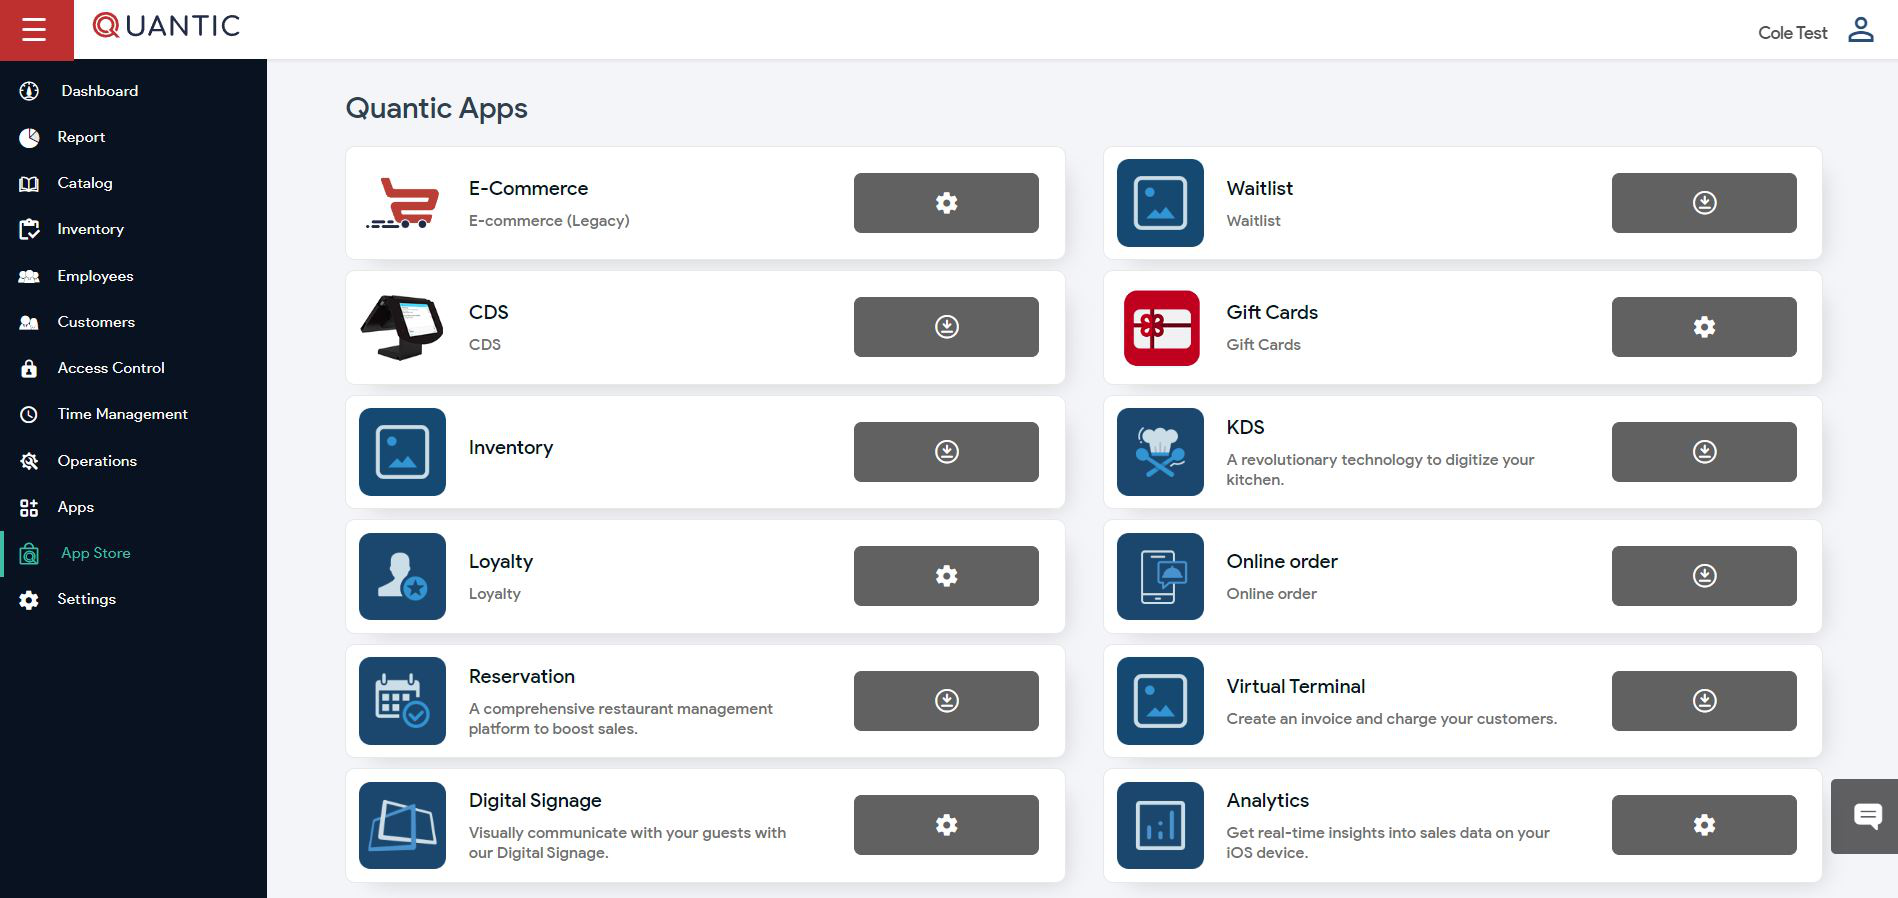 QUANTIC
Cole Test
Dashboard
Report
Catalog
Inventory
Employees
Customers
Access Control
Time Management
Operations
Apps
App Store
Settings
Quantic Apps
E-Commerce
E-commerce (Legacy)
Waitlist
Waitlist
CDS
CDS
Gift Cards
Gift Cards
Inventory
KDS
A revolutionary technology to digitize your
kitchen.
Loyalty
Loyalty
Online order
Online order
Reservation
A comprehensive restaurant management
platform to boost sales.
Virtual Terminal
Create an invoice and charge your customers.
Digital Signage
Visually communicate with your guests with
our Digital Signage.
Analytics
Get real-time insights into sales data on your
iOS device.